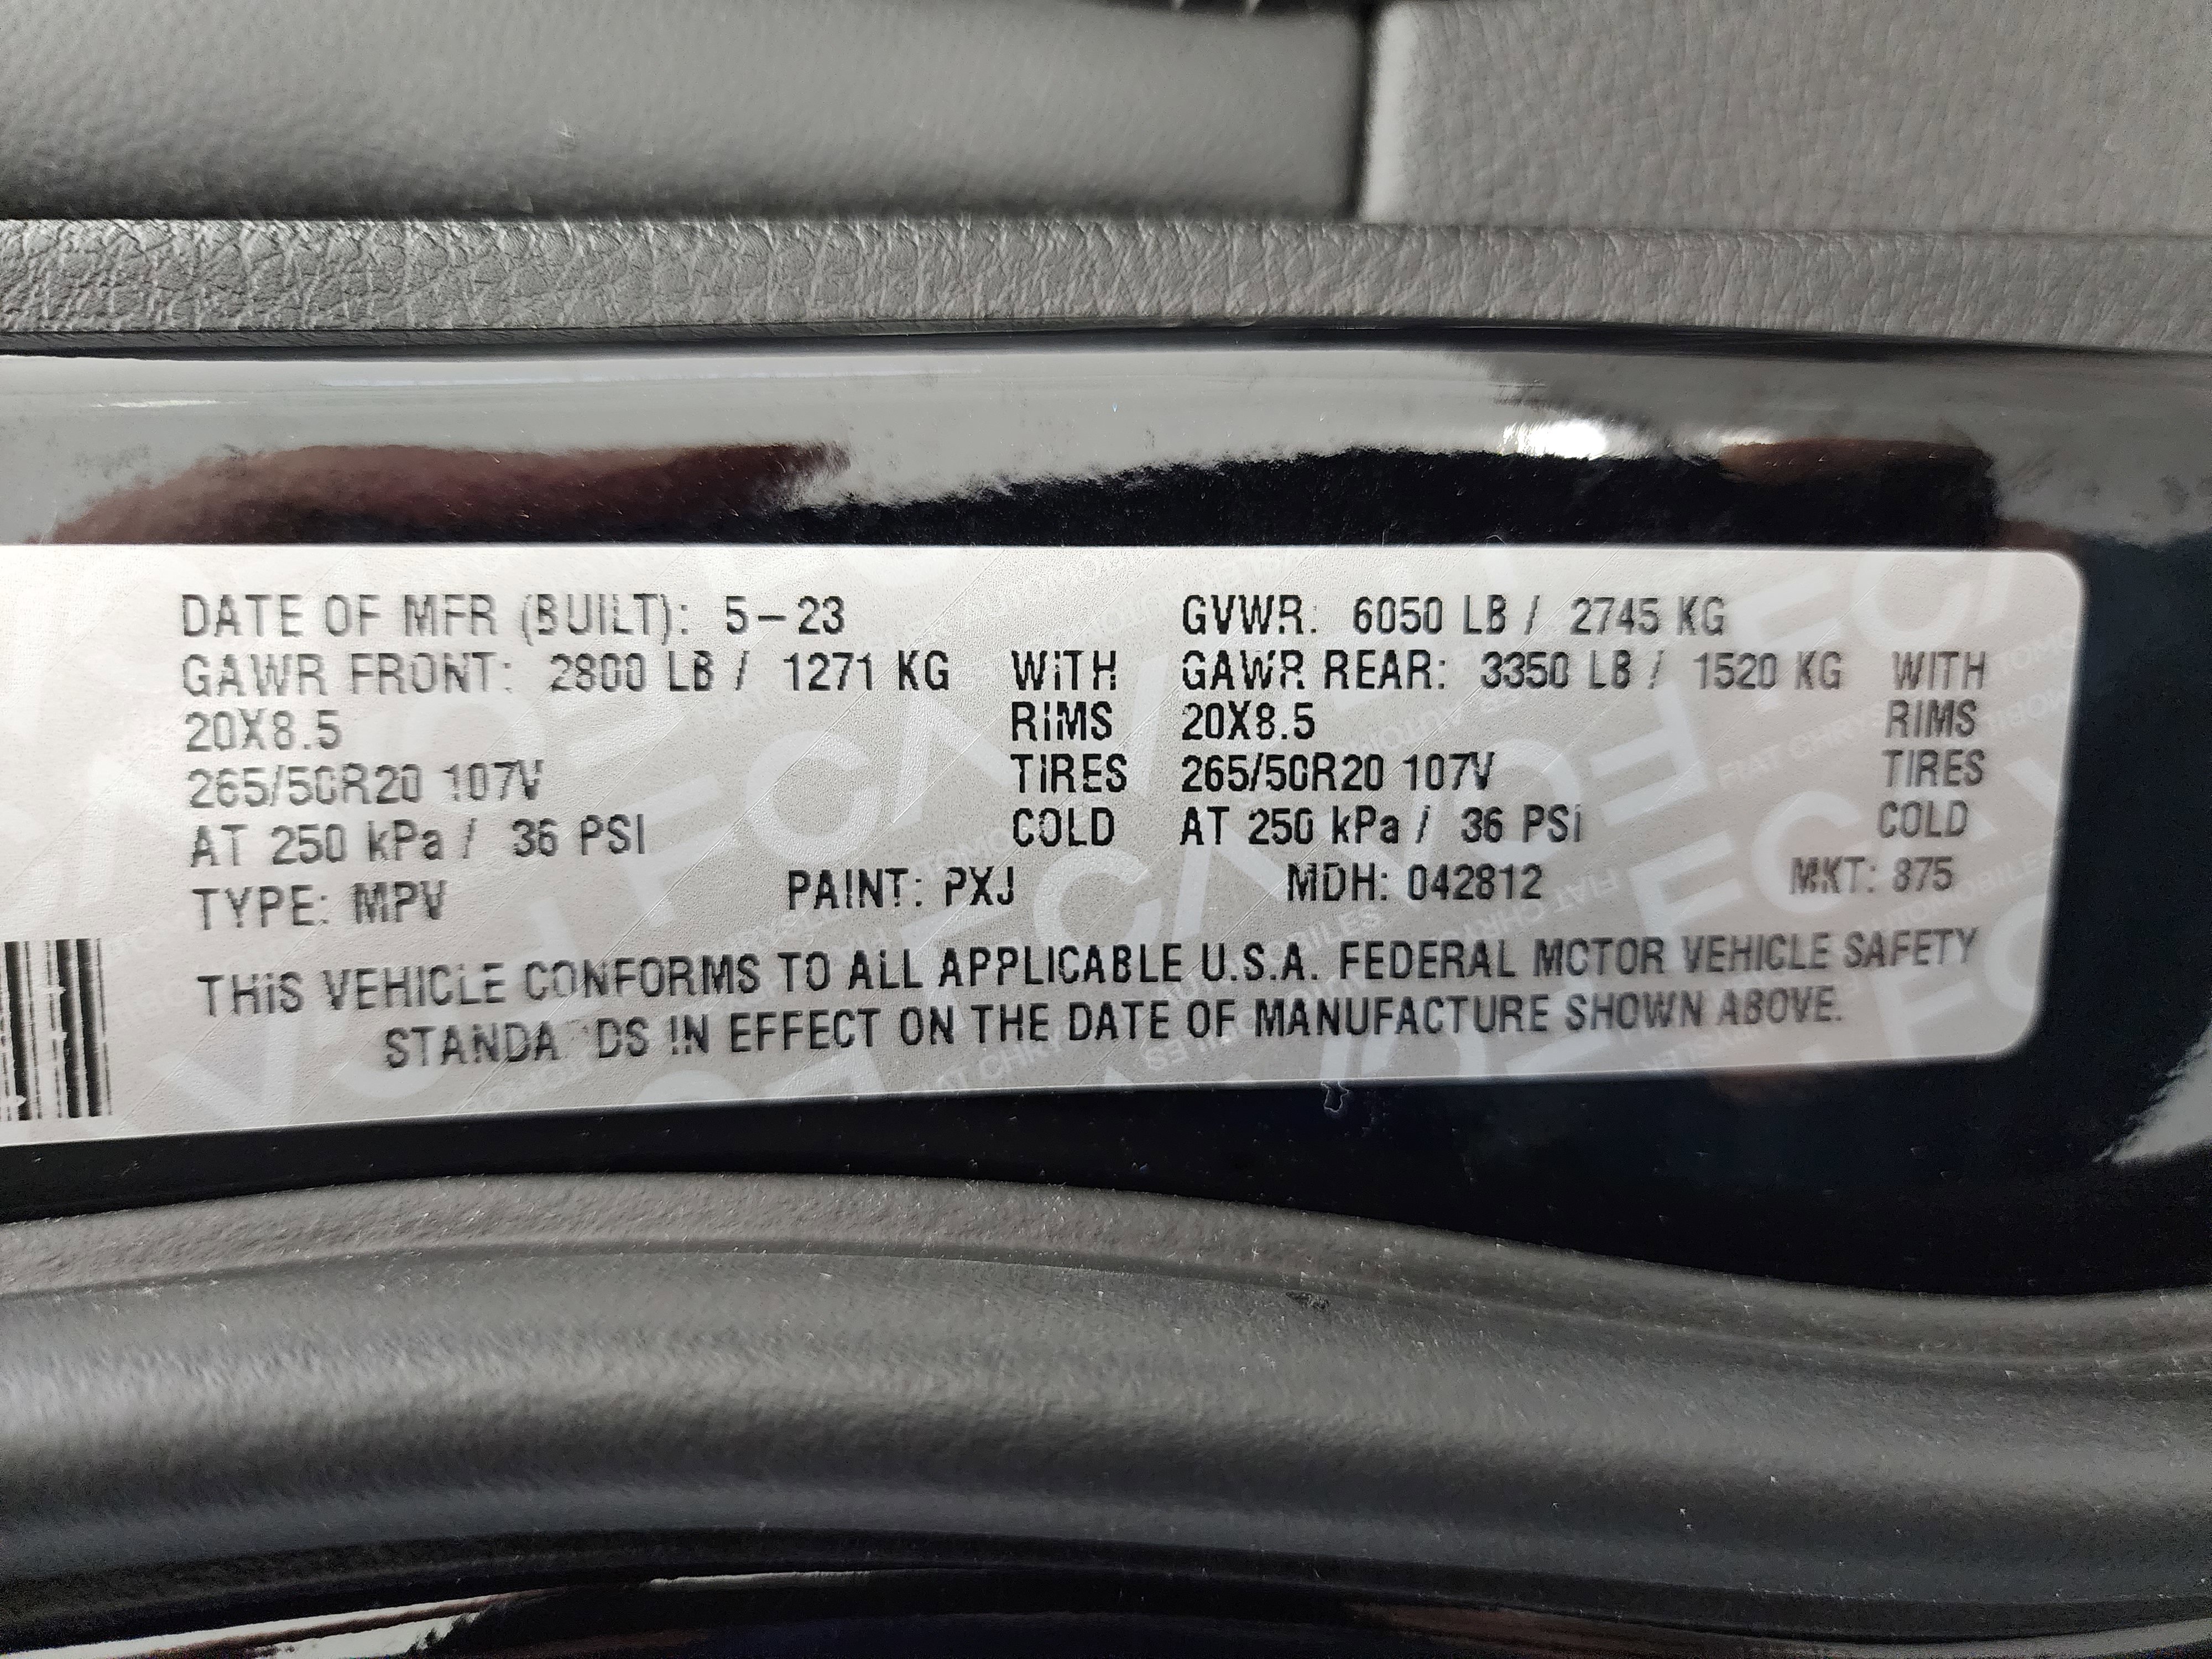 DATE OF MFR (BUILT): 5-23 GVWR: 6050 LB / 2745 KG
GAWR FRONT: 2800 LB / 1271 KG WITH GAWR REAR: 3350 LB / 1520 KG WITH
20X8.5 RIMS 20X8.5 RIMS
265/50R20 107V TIRES 265/50R20 107V TIRES
AT 250 kPa / 36 PSI COLD AT 250 kPa / 36 PSI COLD
TYPE: MPV PAINT: PXJ MDH: 042812 MKT: 875
THIS VEHICLE CONFORMS TO ALL APPLICABLE U.S.A. FEDERAL MOTOR VEHICLE SAFETY
STANDA DS IN EFFECT ON THE DATE OF MANUFACTURE SHOWN ABOVE.